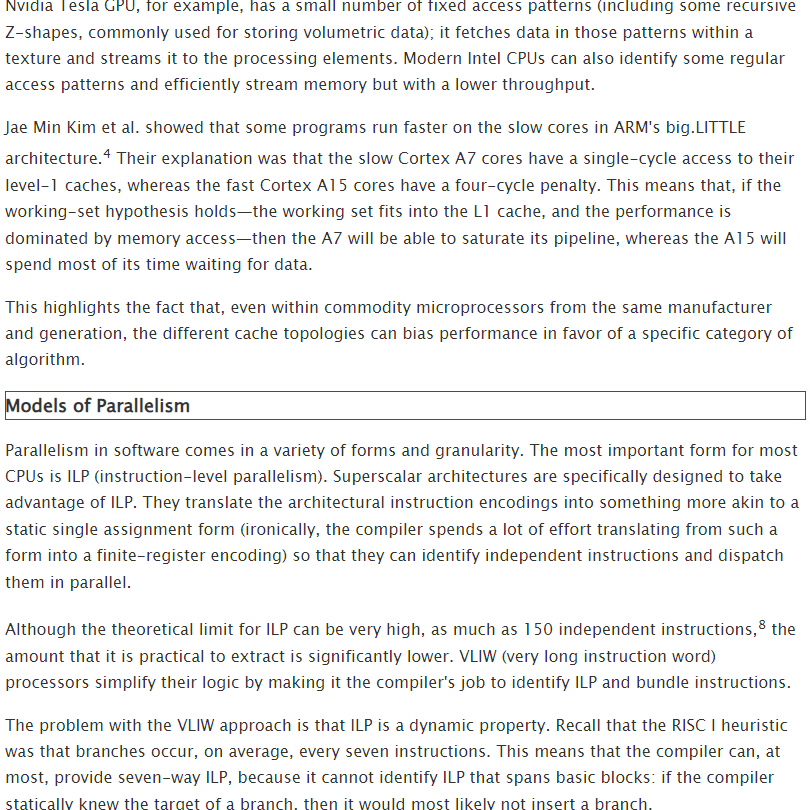 Nvidia Tesla GPU, for example, has a small number of fixed access patterns (including some recursive
Z-shapes, commonly used for storing volumetric data); it fetches data in those patterns within a
texture and streams it to the processing elements. Modern Intel CPUs can also identify some regular
access patterns and efficiently stream memory but with a lower throughput.
Jae Min Kim et al. showed that some programs run faster on the slow cores in ARM's big.LITTLE
architecture.4 Their explanation was that the slow Cortex A7 cores have a single-cycle access to their
level-1 caches, whereas the fast Cortex A15 cores have a four-cycle penalty. This means that, if the
working-set hypothesis holds—the working set fits into the L1 cache, and the performance is
dominated by memory access—then the A7 will be able to saturate its pipeline, whereas the A15 will
spend most of its time waiting for data.
This highlights the fact that, even within commodity microprocessors from the same manufacturer
and generation, the different cache topologies can bias performance in favor of a specific category of
algorithm.
Models of Parallelism
Parallelism in software comes in a variety of forms and granularity. The most important form for most
CPUs is ILP (instruction-level parallelism). Superscalar architectures are specifically designed to take
advantage of ILP. They translate the architectural instruction encodings into something more akin to a
static single assignment form (ironically, the compiler spends a lot of effort translating from such a
form into a finite-register encoding) so that they can identify independent instructions and dispatch
them in parallel.
Although the theoretical limit for ILP can be very high, as much as 150 independent instructions,8 the
amount that it is practical to extract is significantly lower. VLIW (very long instruction word)
processors simplify their logic by making it the compiler's job to identify ILP and bundle instructions.
The problem with the VLIW approach is that ILP is a dynamic property. Recall that the RISC I heuristic
was that branches occur, on average, every seven instructions. This means that the compiler can, at
most, provide seven-way ILP, because it cannot identify ILP that spans basic blocks: if the compiler
statically knew the target of a branch, then it would most likely not insert a branch.